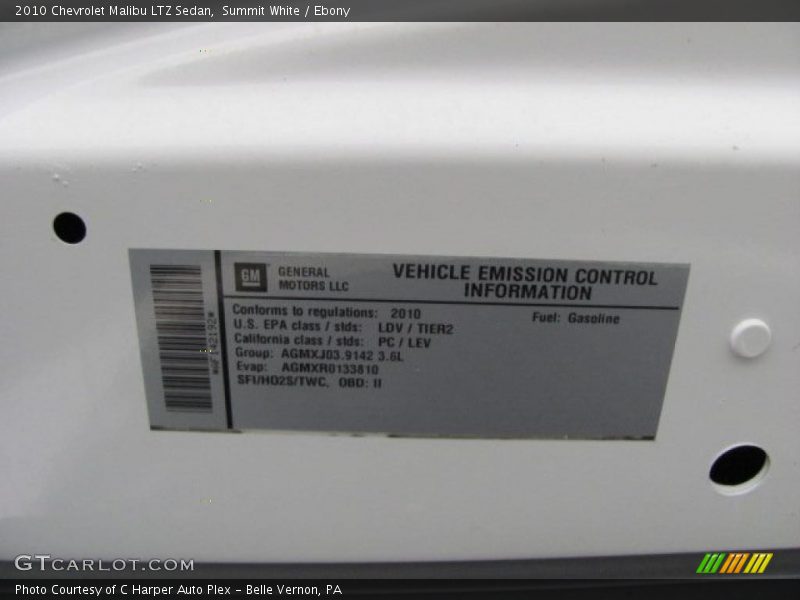 2010 Chevrolet Malibu LTZ Sedan, Summit White / Ebony
GM GENERAL MOTORS LLC
VEHICLE EMISSION CONTROL
INFORMATION
Conforms to regulations: 2010 Fuel: Gasoline
U.S. EPA class / stds: LDV / TIER2
California class / stds: PC / LEV
Group: AGMXJ03.9142 3.6L
Evap: AGMXR0133810
SFI/HO2S/TWC, OBD: II
GTCARLOT.COM
Photo Courtesy of C Harper Auto Plex - Belle Vernon, PA